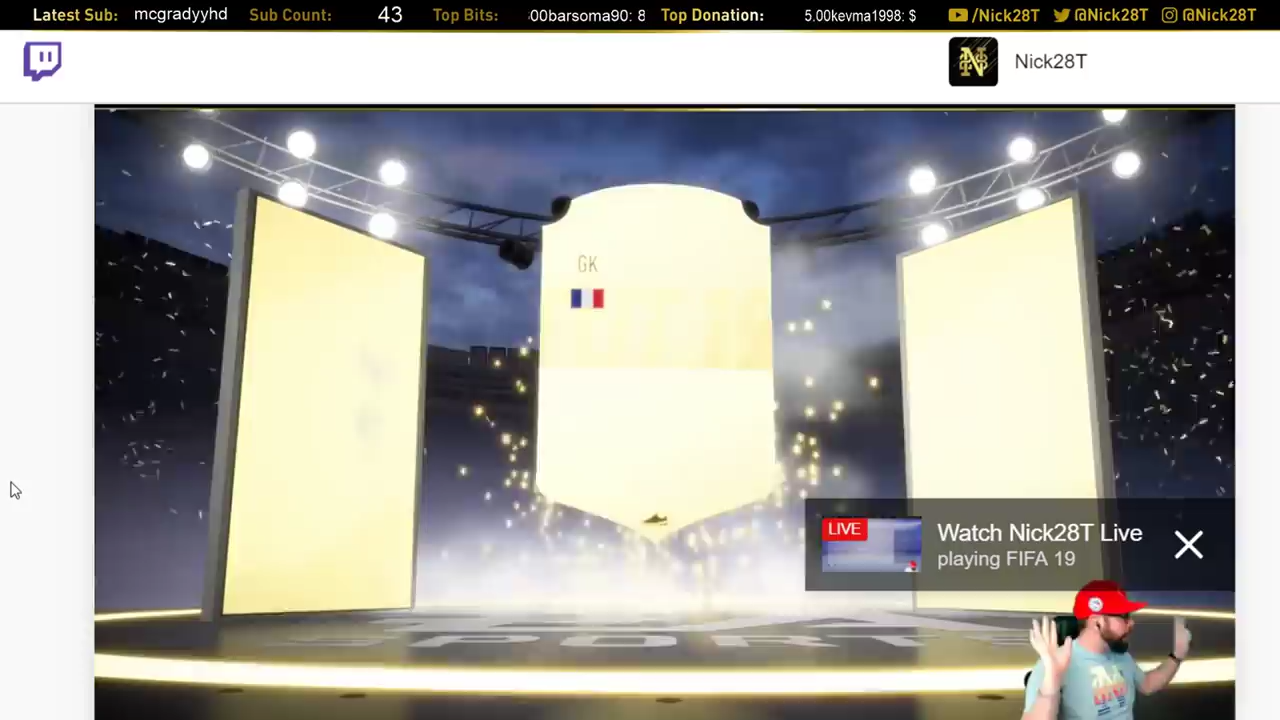 Latest Sub: mcgradyyhd Sub Count: 43 Top Bits: :00barsoma90: 8 Top Donation: 5.00kevma1998: $ /Nick28T @Nick28T @Nick28T
Nick28T
GK
LIVE Watch Nick28T Live
playing FIFA 19
SPORTS